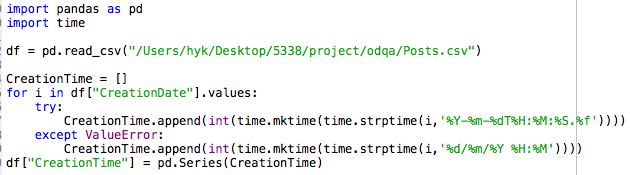 import pandas as pd
import time
df = pd.read_csv("/Users/hyk/Desktop/5338/project/odqa/Posts.csv")
CreationTime = []
for i in df["CreationDate"].values:
    try:
        CreationTime.append(int(time.mktime(time.strptime(i,'%Y-%m-%dT%H:%M:%S.%f'))))
    except ValueError:
        CreationTime.append(int(time.mktime(time.strptime(i,'%d/%m/%Y %H:%M'))))
df["CreationTime"] = pd.Series(CreationTime)